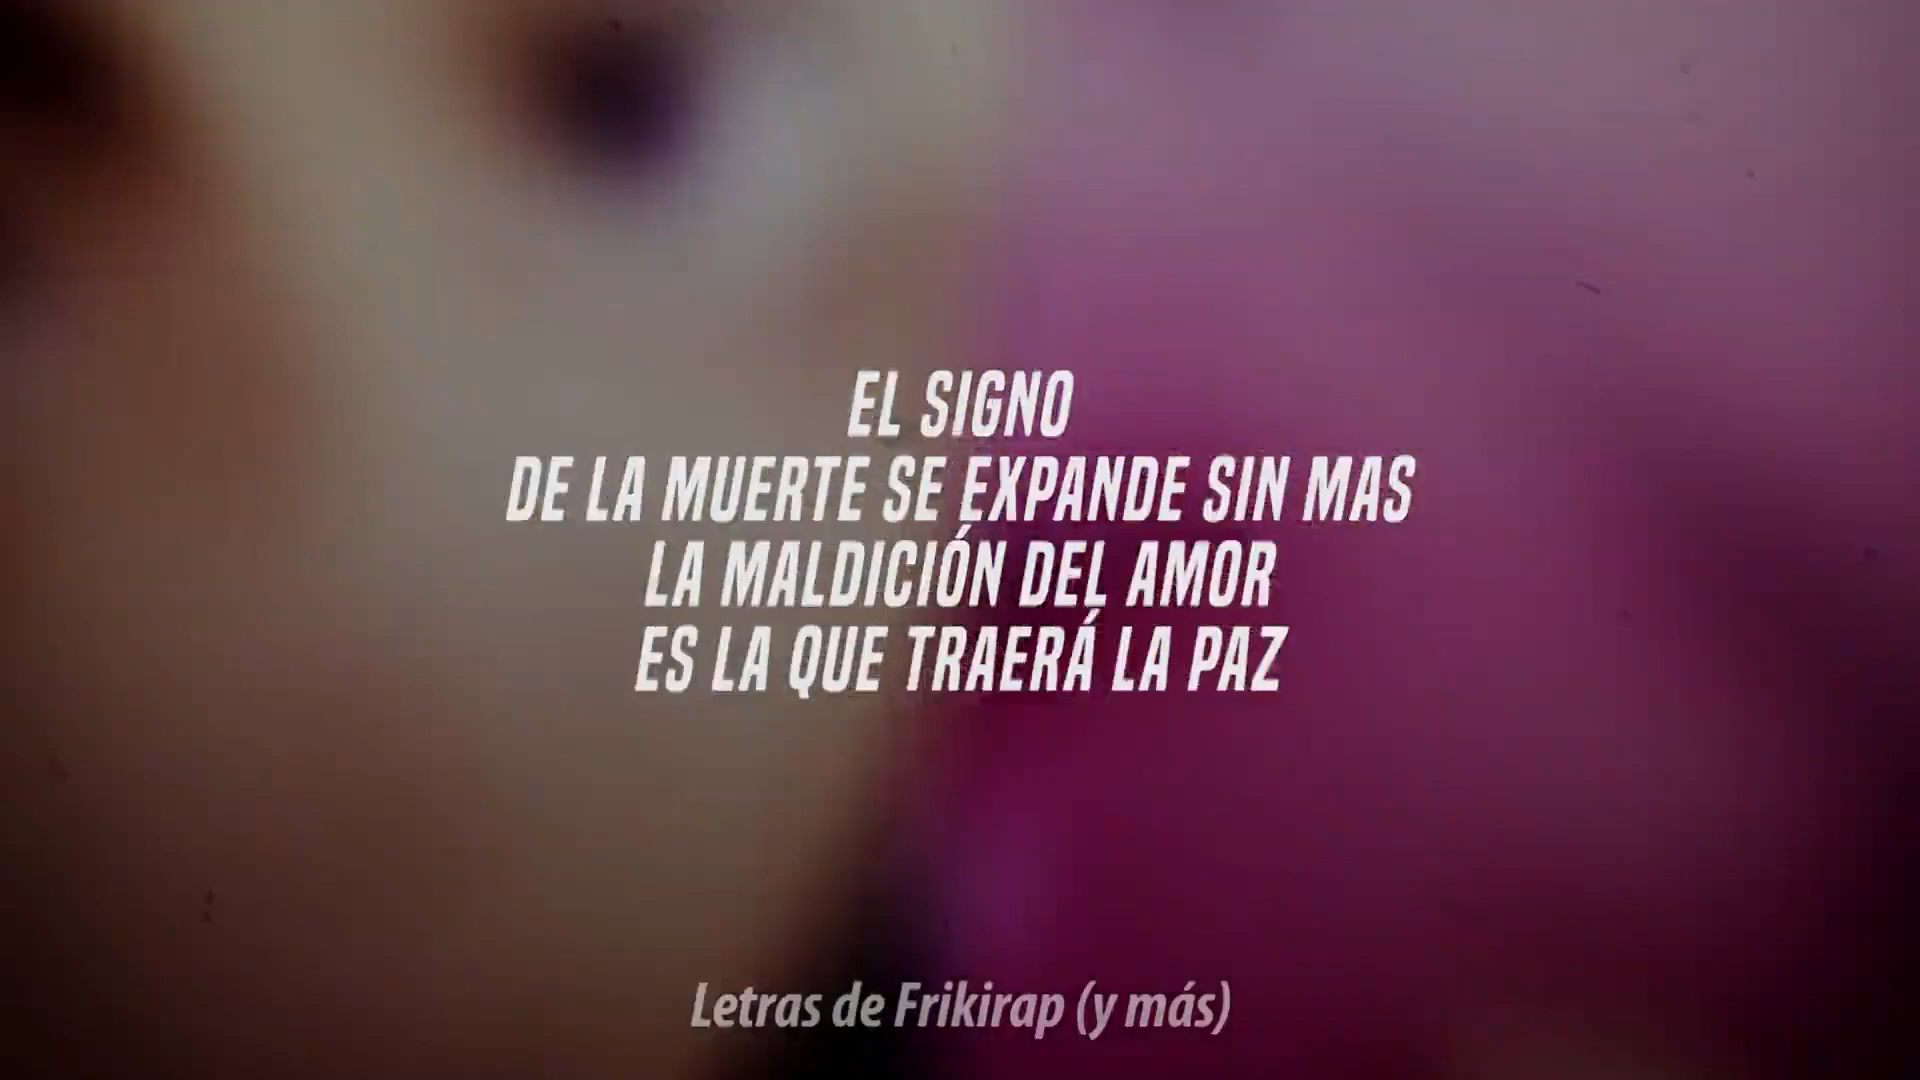 EL SIGNO
DE LA MUERTE SE EXPANDE SIN MAS
LA MALDICIÓN DEL AMOR
ES LA QUE TRAERÁ LA PAZ
Letras de Frikirap (y más)